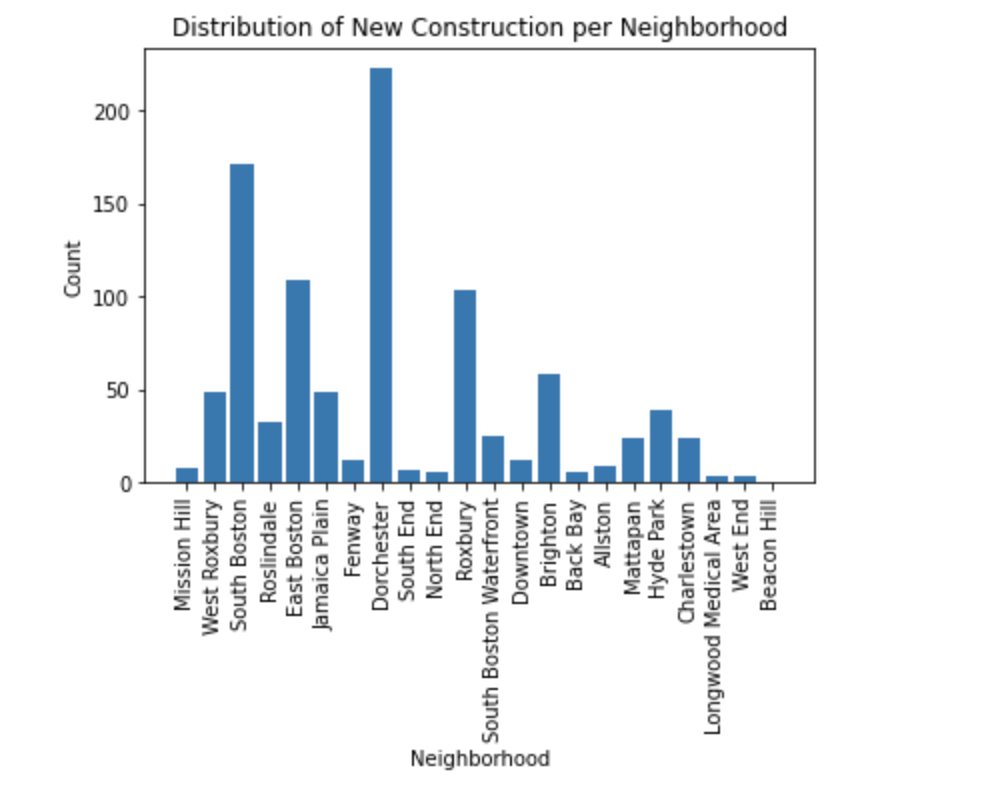 Distribution of New Construction per Neighborhood
200
150
100
50
0
Count
Mission Hill
West Roxbury
South Boston
Roslindale
East Boston
Jamaica Plain
Fenway
Dorchester
South End
North End
Roxbury
South Boston Waterfront
Downtown
Brighton
Back Bay
Allston
Mattapan
Hyde Park
Charlestown
Longwood Medical Area
West End
Beacon Hill
Neighborhood